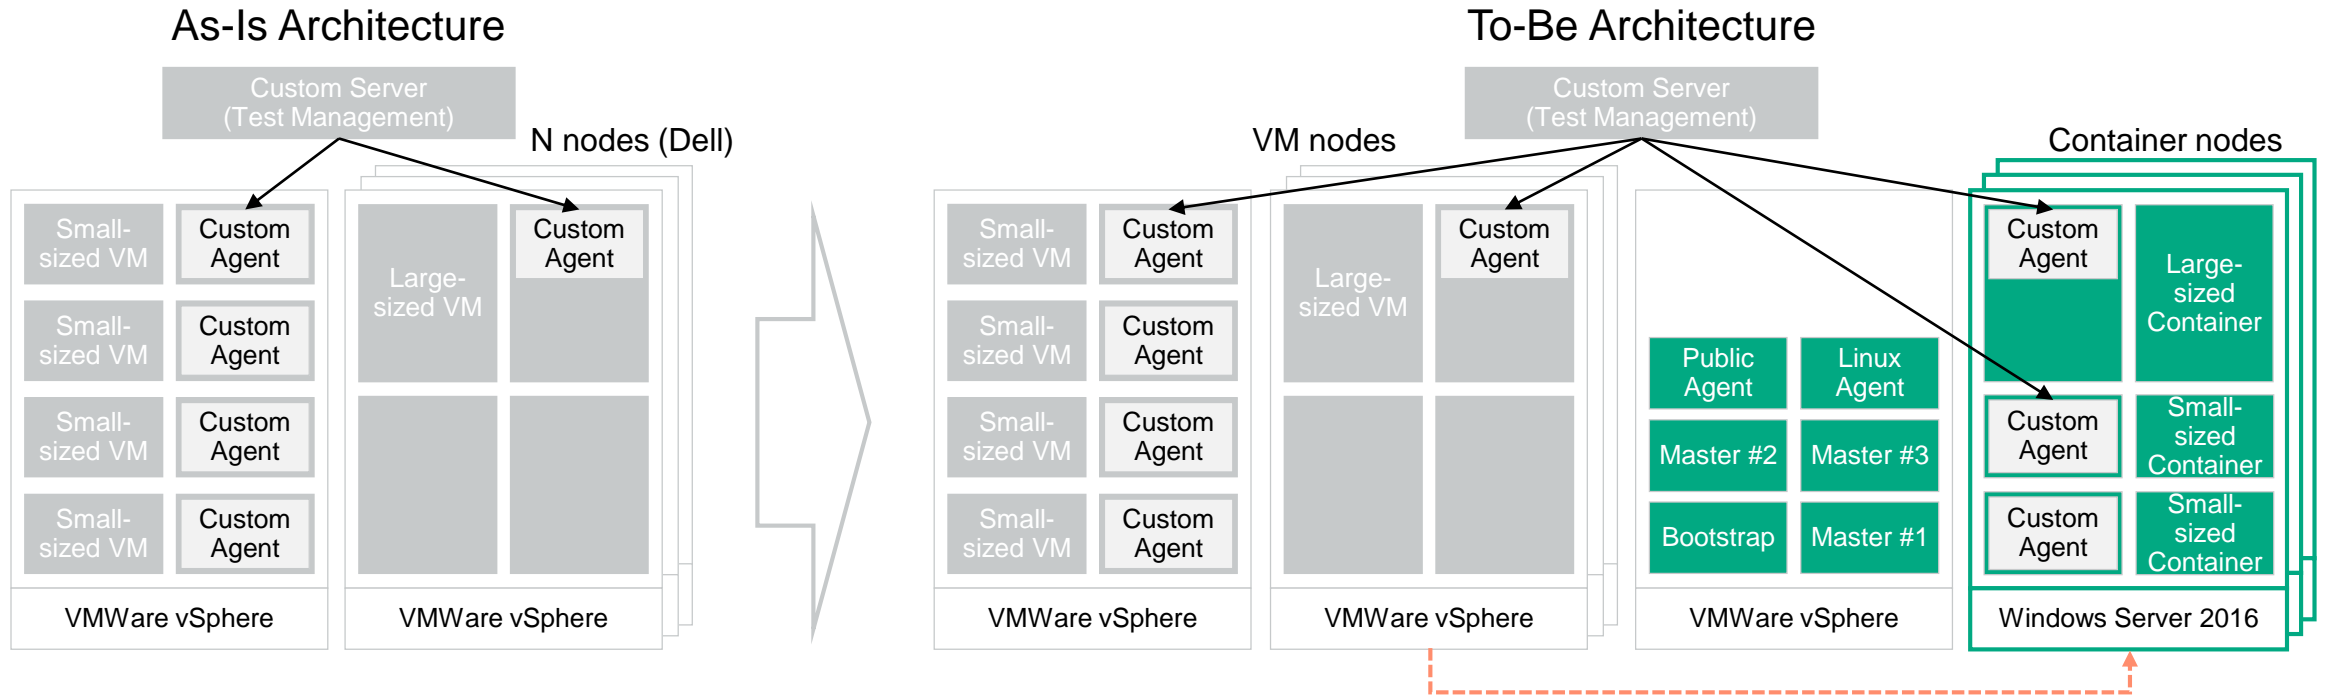 As-Is Architecture
Custom Server
(Test Management)
N nodes (Dell)
Small-
sized VM
Custom
Agent
Small-
sized VM
Custom
Agent
Small-
sized VM
Custom
Agent
Small-
sized VM
Custom
Agent
VMWare vSphere
Large-
sized VM
Custom
Agent
VMWare vSphere
To-Be Architecture
Custom Server
(Test Management)
VM nodes
Container nodes
Small-
sized VM
Custom
Agent
Small-
sized VM
Custom
Agent
Small-
sized VM
Custom
Agent
Small-
sized VM
Custom
Agent
VMWare vSphere
Large-
sized VM
Custom
Agent
VMWare vSphere
Public
Agent
Linux
Agent
Master #2
Master #3
Bootstrap
Master #1
VMWare vSphere
Custom
Agent
Large-
sized
Container
Custom
Agent
Small-
sized
Container
Custom
Agent
Small-
sized
Container
Windows Server 2016